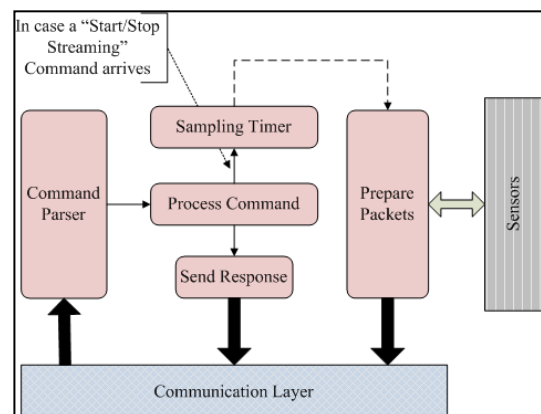 In case a “Start/Stop
Streaming”
Command arrives
Sampling Timer
Command
Parser
Process Command
Prepare
Packets
Sensors
Send Response
Communication Layer